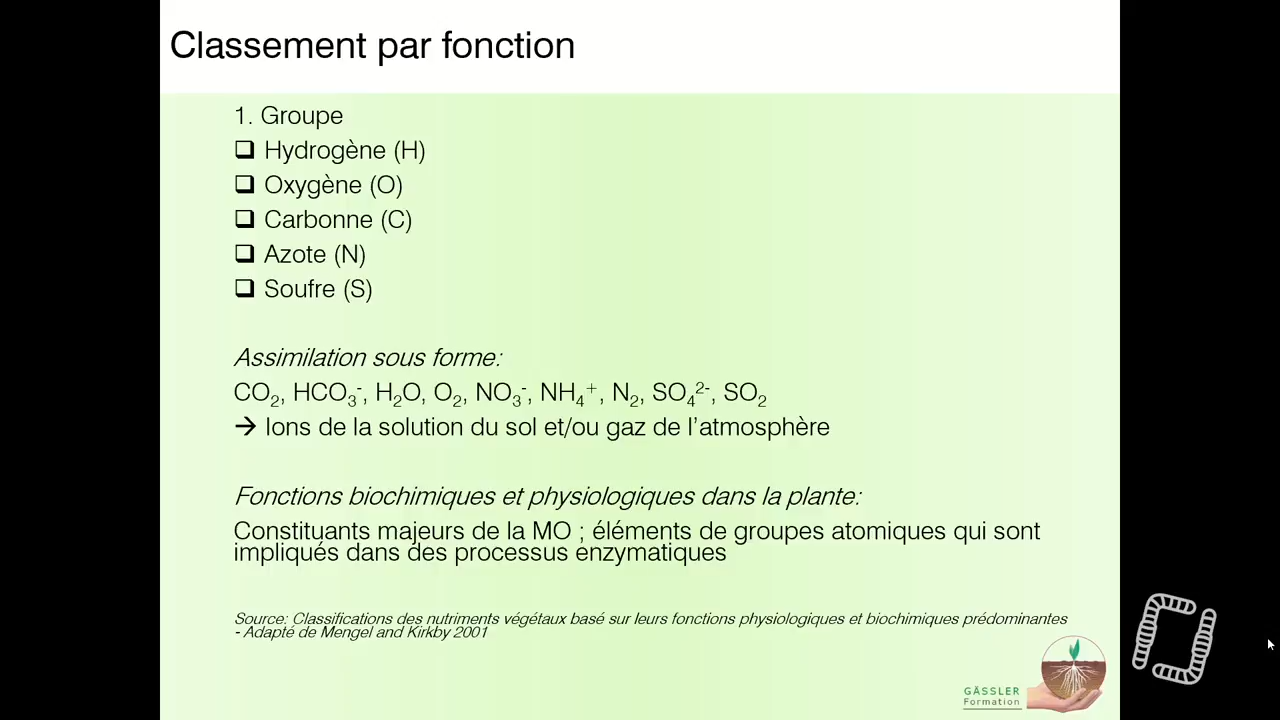 Classement par fonction
1. Groupe
❑ Hydrogène (H)
❑ Oxygène (O)
❑ Carbonne (C)
❑ Azote (N)
❑ Soufre (S)
Assimilation sous forme:
CO₂, HCO₃⁻, H₂O, O₂, NO₃⁻, NH₄⁺, N₂, SO₄²⁻, SO₂
→ Ions de la solution du sol et/ou gaz de l’atmosphère
Fonctions biochimiques et physiologiques dans la plante:
Constituants majeurs de la MO ; éléments de groupes atomiques qui sont
impliqués dans des processus enzymatiques
Source: Classifications des nutriments végétaux basé sur leurs fonctions physiologiques et biochimiques prédominantes
- Adapté de Mengel and Kirkby 2001
GÄSSLER
Formation